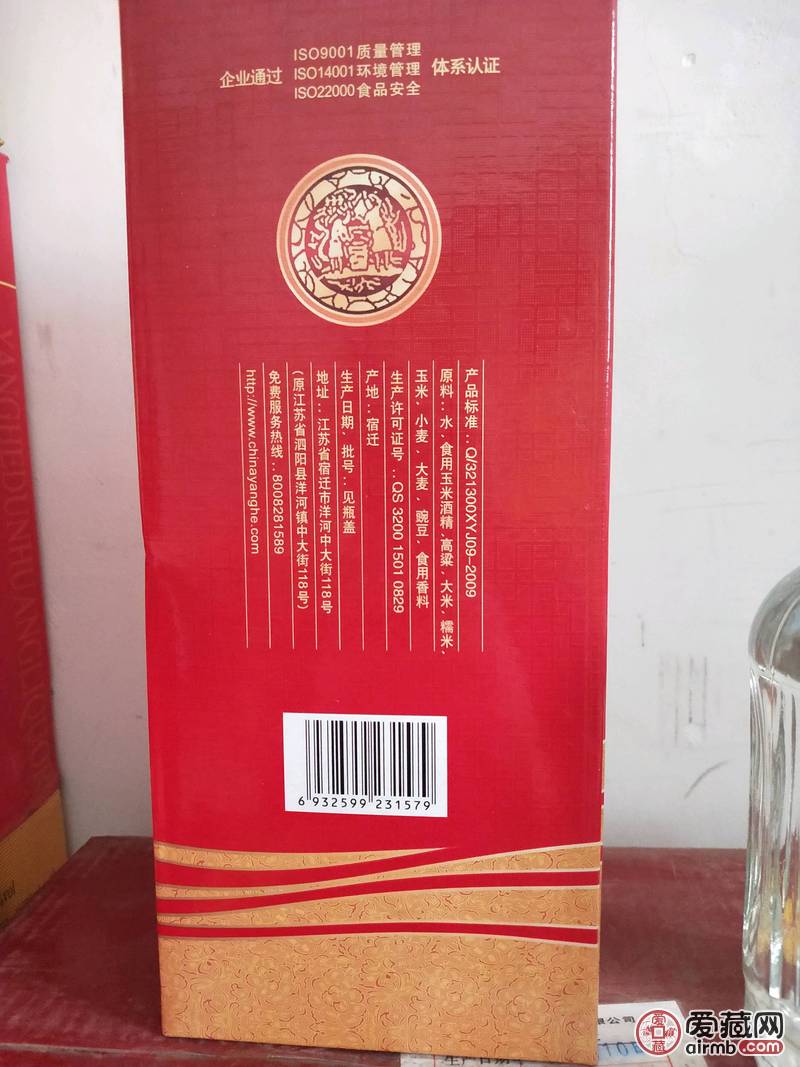 企业通过
ISO9001质量管理
ISO14001环境管理
ISO22000食品安全
体系认证
产品标准:Q/321300XYJ09-2009
原料:水、食用玉米酒精、高粱、大米、糯米、
玉米、小麦、大麦、豌豆、食用香料
生产许可证号:QS 3200 1501 0829
产地:宿迁
生产日期、批号:见瓶盖
地址:江苏省宿迁市洋河中大街118号
(原江苏省泗阳县洋河镇中大街118号)
免费服务热线:8008281589
http://www.chinayanghe.com
6 932599 231579
YANGHEDUNHUANGLIQUOR
限公司
生产日期
爱藏网
airmb.com